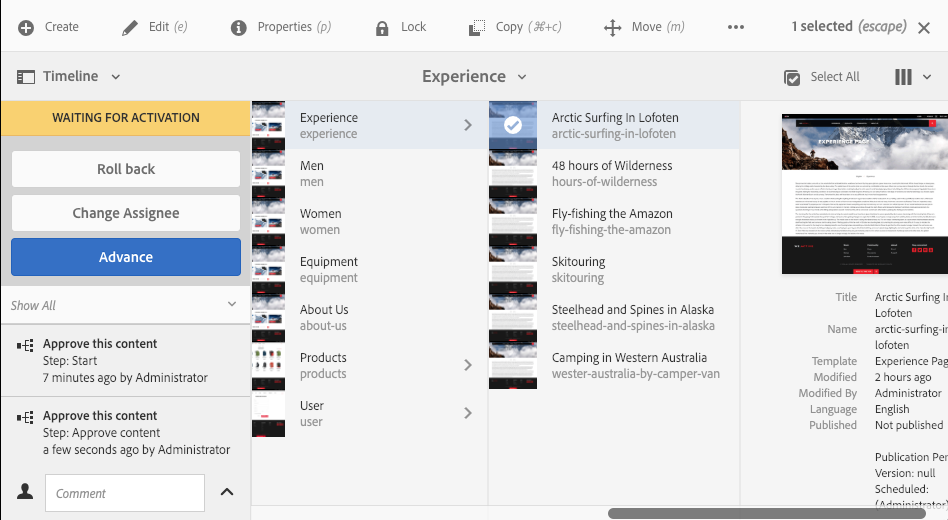 Create
Edit (e)
Properties (p)
Lock
Copy (⌘+c)
Move (m)
1 selected (escape)
Timeline
Experience
Select All
WAITING FOR ACTIVATION
Roll back
Change Assignee
Advance
Show All
Approve this content
Step: Start
7 minutes ago by Administrator
Approve this content
Step: Approve content
a few seconds ago by Administrator
Comment
Experience
experience
Men
men
Women
women
Equipment
equipment
About Us
about-us
Products
products
User
user
Arctic Surfing In Lofoten
arctic-surfing-in-lofoten
48 hours of Wilderness
hours-of-wilderness
Fly-fishing the Amazon
fly-fishing-the-amazon
Skitouring
skitouring
Steelhead and Spines in Alaska
steelhead-and-spines-in-alaska
Camping in Western Australia
wester-australia-by-camper-van
EXPERIENCE PAGE
Title Arctic Surfing In
Lofoten
Name arctic-surfing-in-
lofoten
Template Experience Pag
Modified 2 hours ago
Modified By Administrator
Language English
Published Not published
Publication Pen
Version: null
Scheduled:
(Administrator)